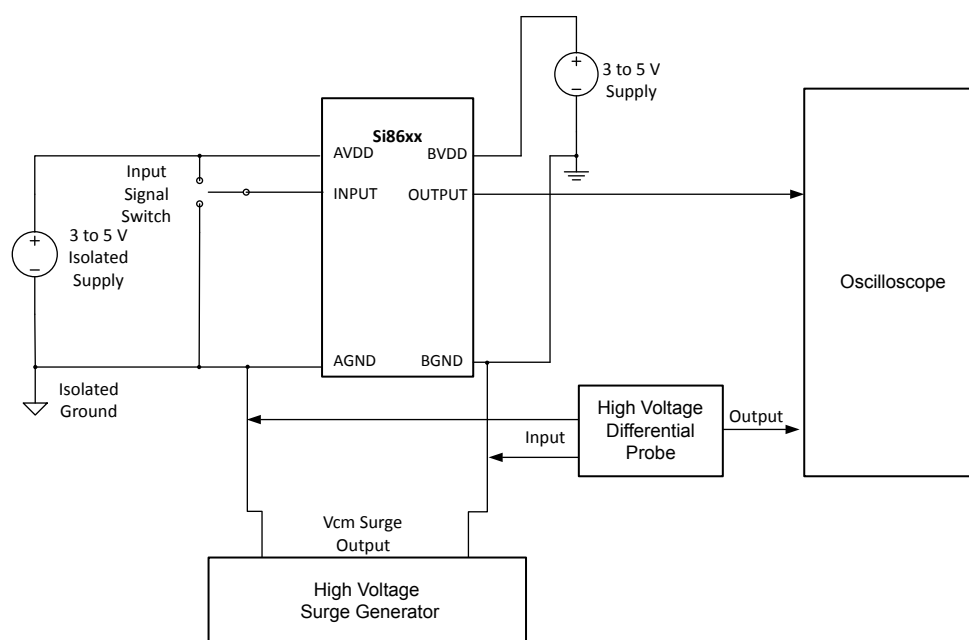 3 to 5 V
Supply
Si86xx
AVDD
BVDD
Input
Signal
Switch
INPUT
OUTPUT
3 to 5 V
Isolated
Supply
Oscilloscope
AGND
BGND
Isolated
Ground
High Voltage
Differential
Probe
Input
Output
Vcm Surge
Output
High Voltage
Surge Generator